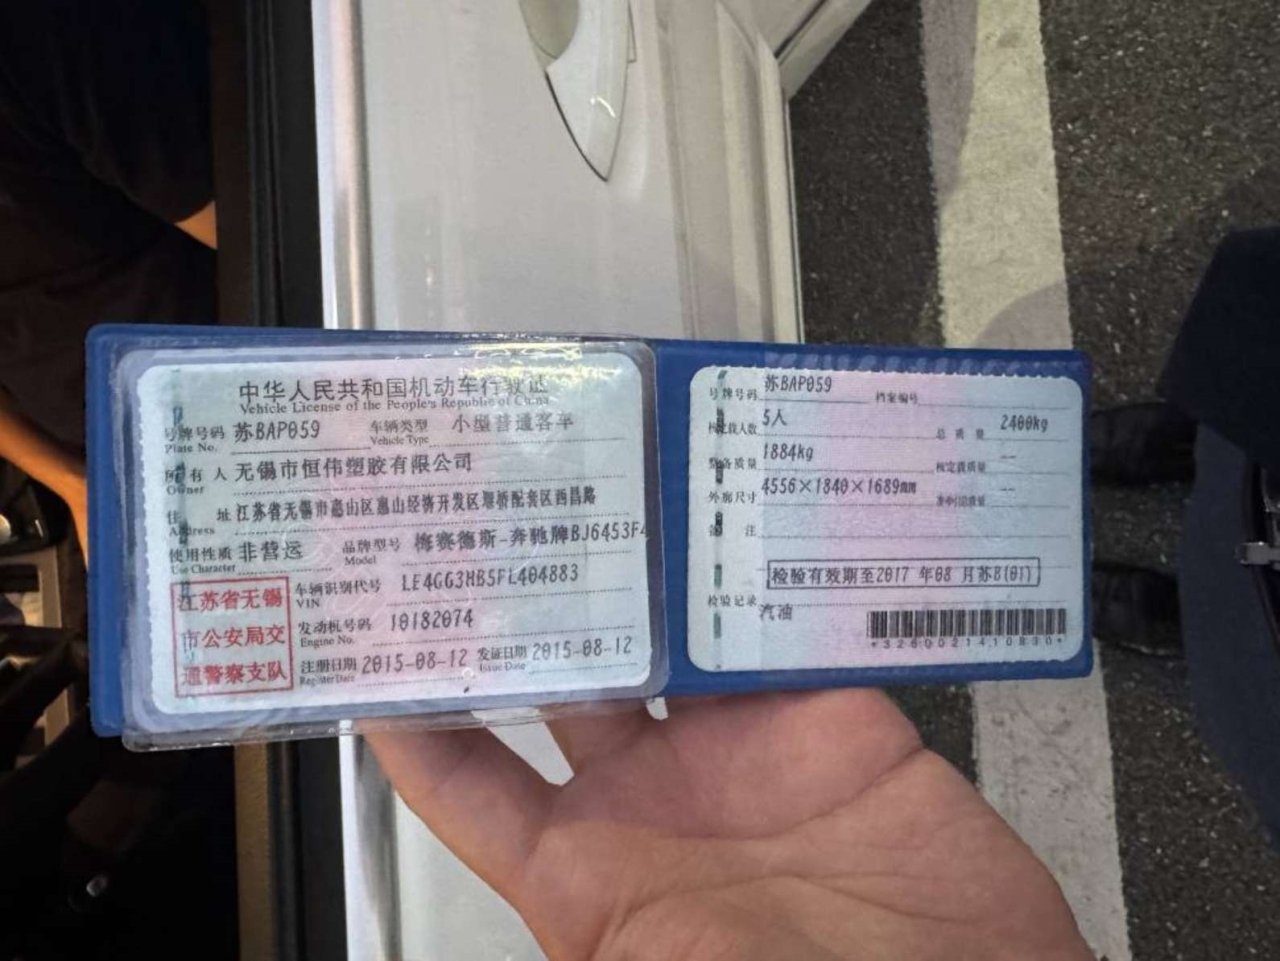 中华人民共和国机动车行驶证
Vehicle License of the People's Republic of China
号牌号码 苏BAP059 车辆类型 小型普通客车
Plate No. Vehicle Type
所有人 无锡市恒伟塑胶有限公司
Owner
住 址 江苏省无锡市惠山区惠山经济开发区堰桥配套区西昌路
Address
使用性质 非营运 品牌型号 梅赛德斯-奔驰牌BJ6453F4
Use Character Model
江苏省无锡
市公安局交
通警察支队
车辆识别代号 LE4GG3HB5FL404883
VIN
发动机号码 10182074
Engine No.
注册日期 2015-08-12 发证日期 2015-08-12
Register Date Issue Date
号牌号码 苏BAP059 档案编号
核定载人数 5人 总质量 2400kg
整备质量 1884kg 核定载质量 --
外廓尺寸 4556×1840×1689mm 准牵引总质量 --
备 注
检验有效期至2017 年08 月苏B(01)
检验记录
汽油
*3260021410830*